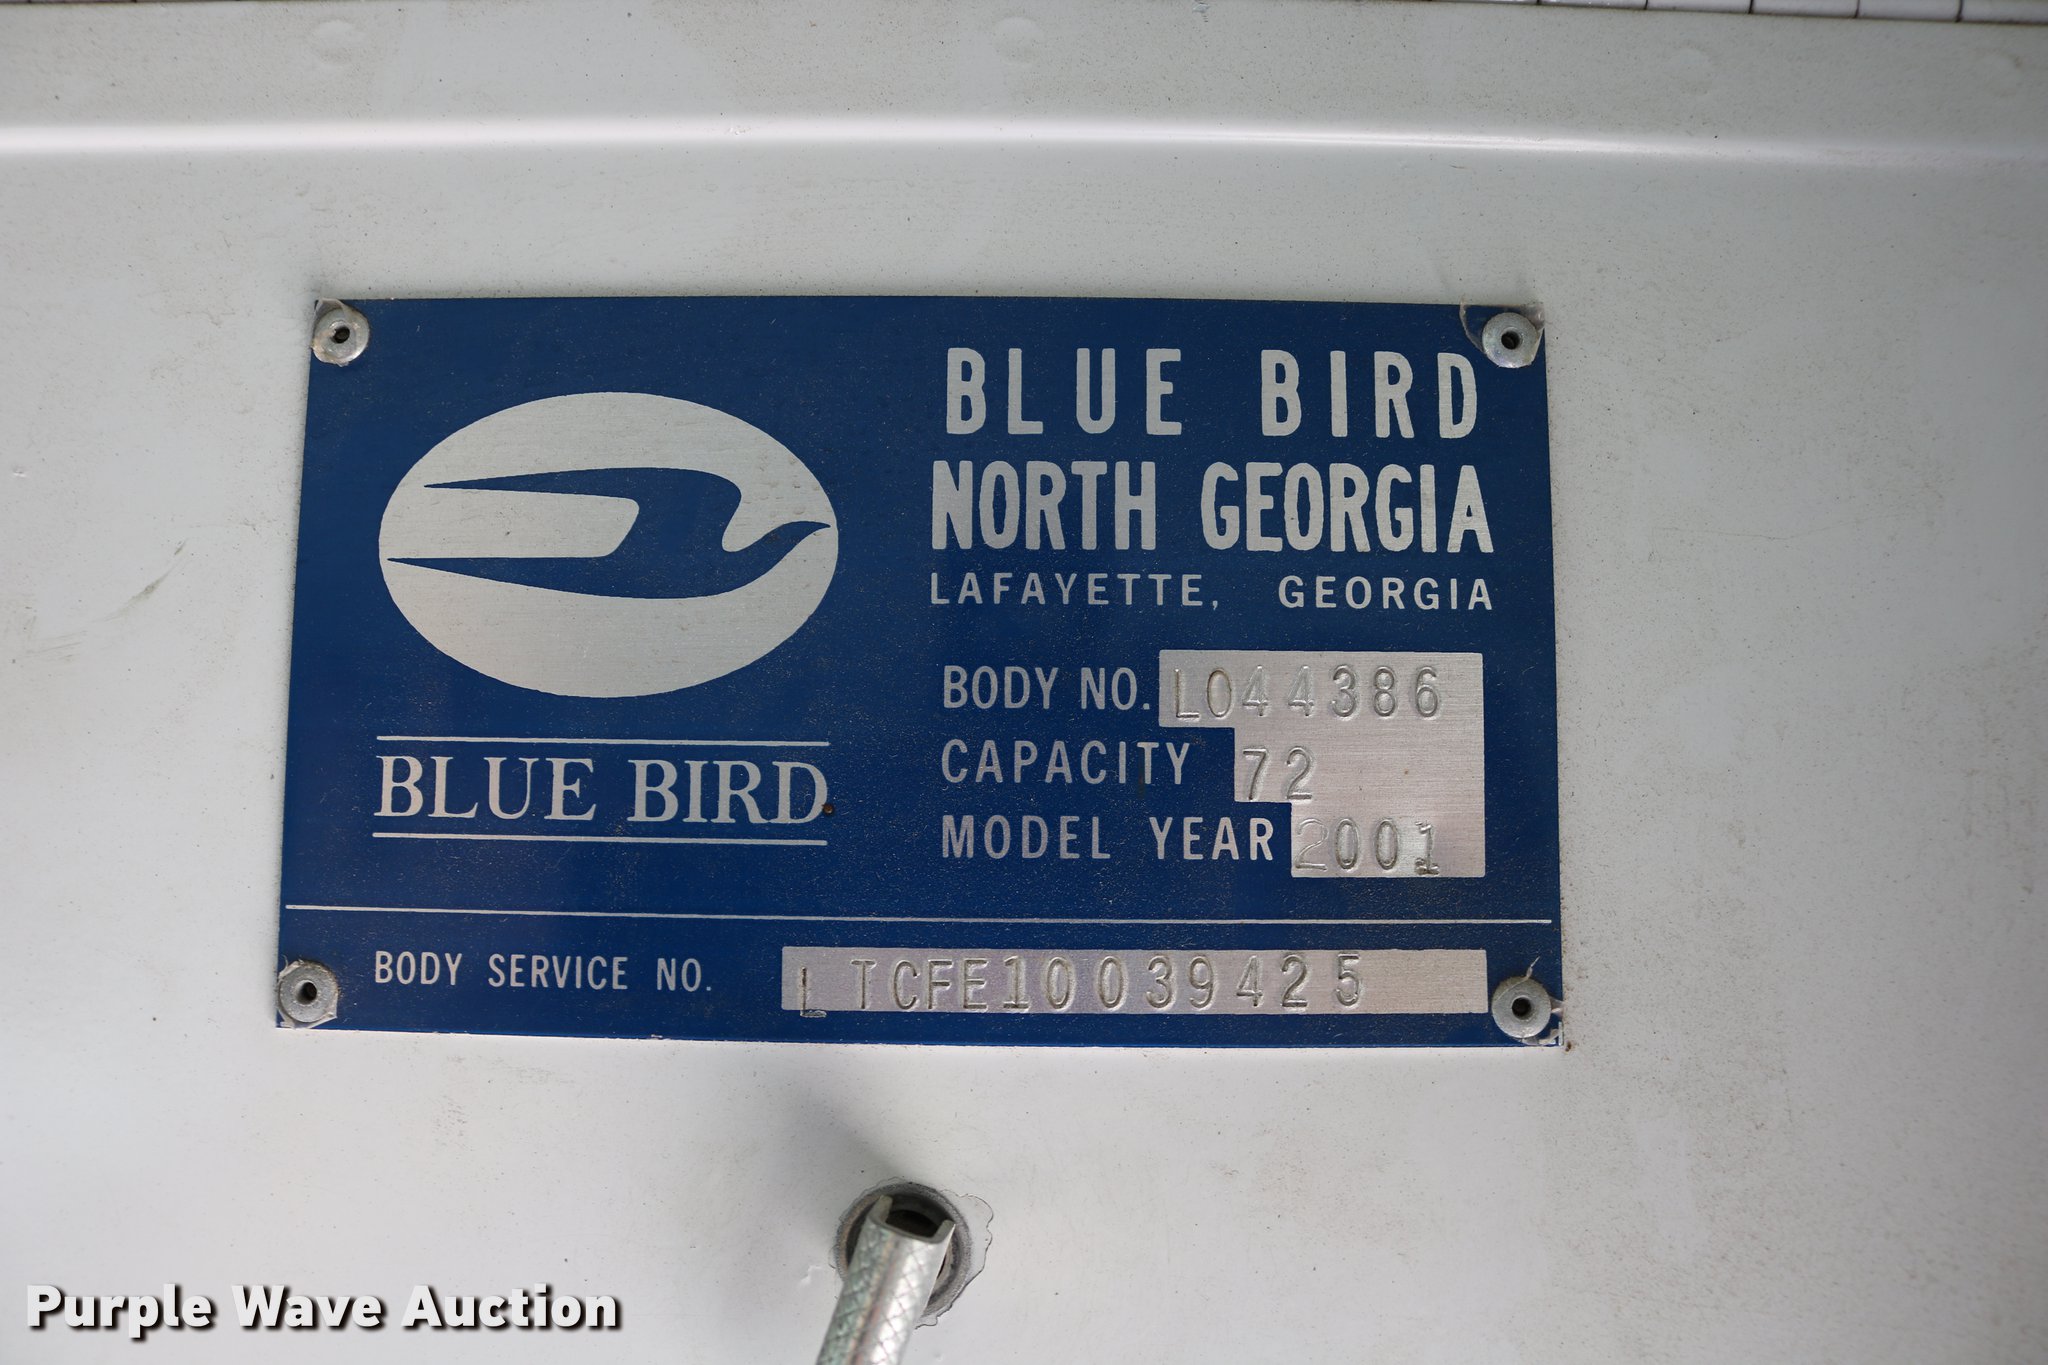 BLUE BIRD
NORTH GEORGIA
LAFAYETTE, GEORGIA
BODY NO. L044386
CAPACITY 72
MODEL YEAR 2001
BLUE BIRD
BODY SERVICE NO. LTCFE10039425
Purple Wave Auction